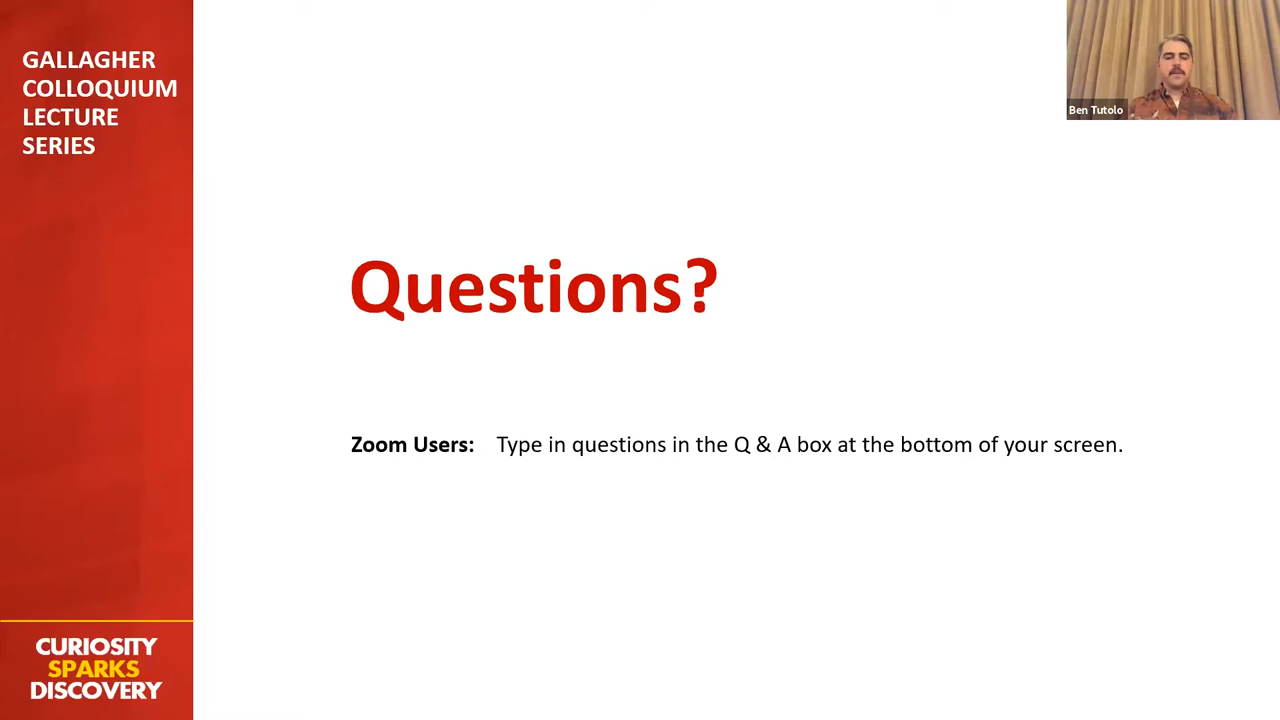 GALLAGHER
COLLOQUIUM
LECTURE
SERIES
Ben Tutolo
Questions?
Zoom Users: Type in questions in the Q & A box at the bottom of your screen.
CURIOSITY
SPARKS
DISCOVERY